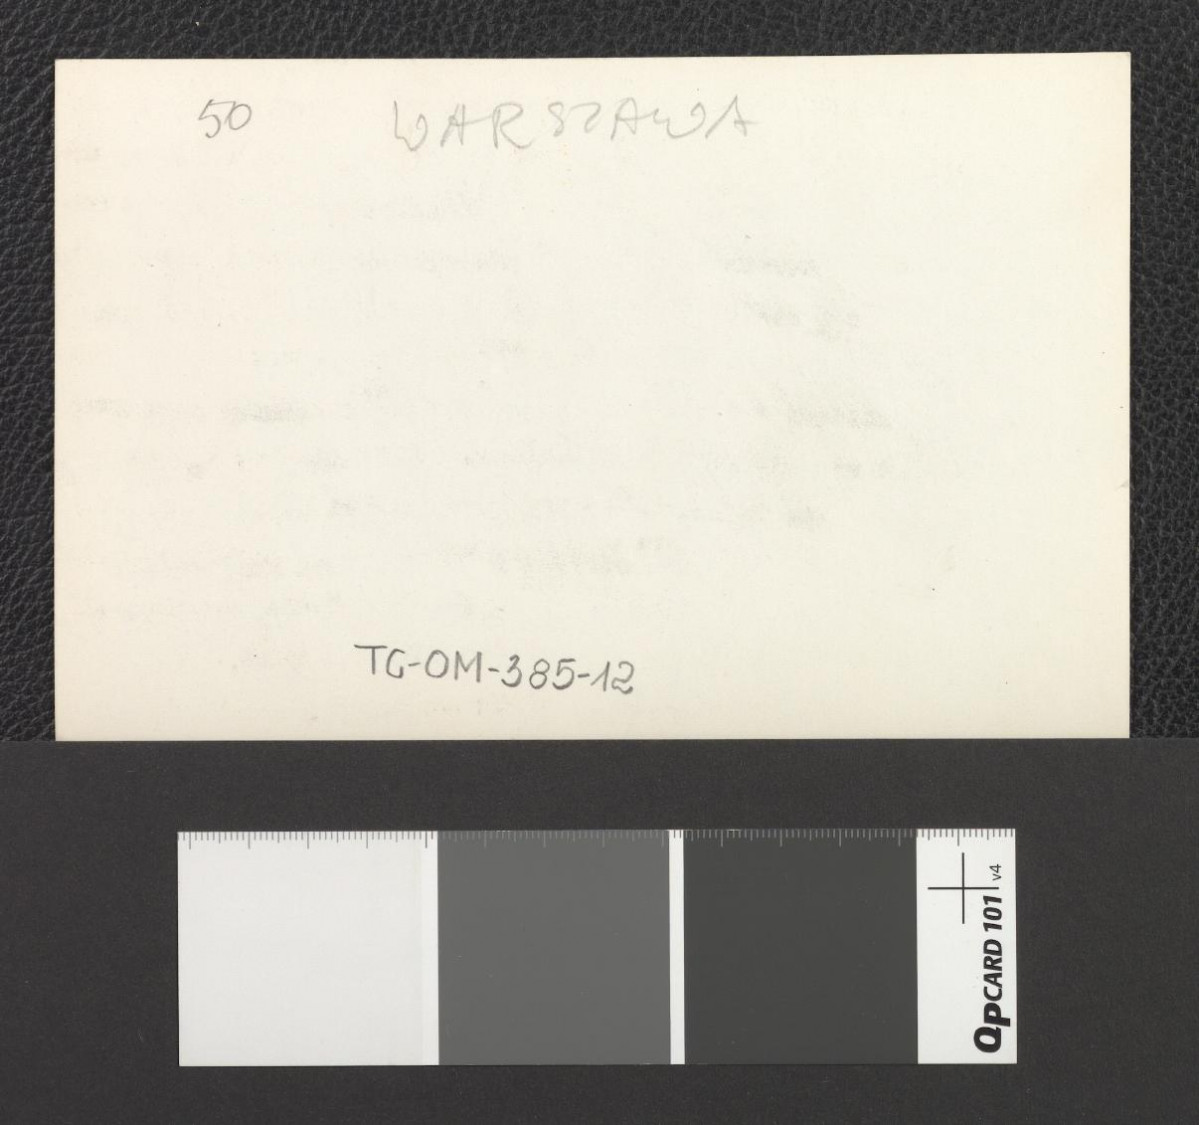 50 WARSZAWA
TG-OM-385-12
QPCARD 101 v4